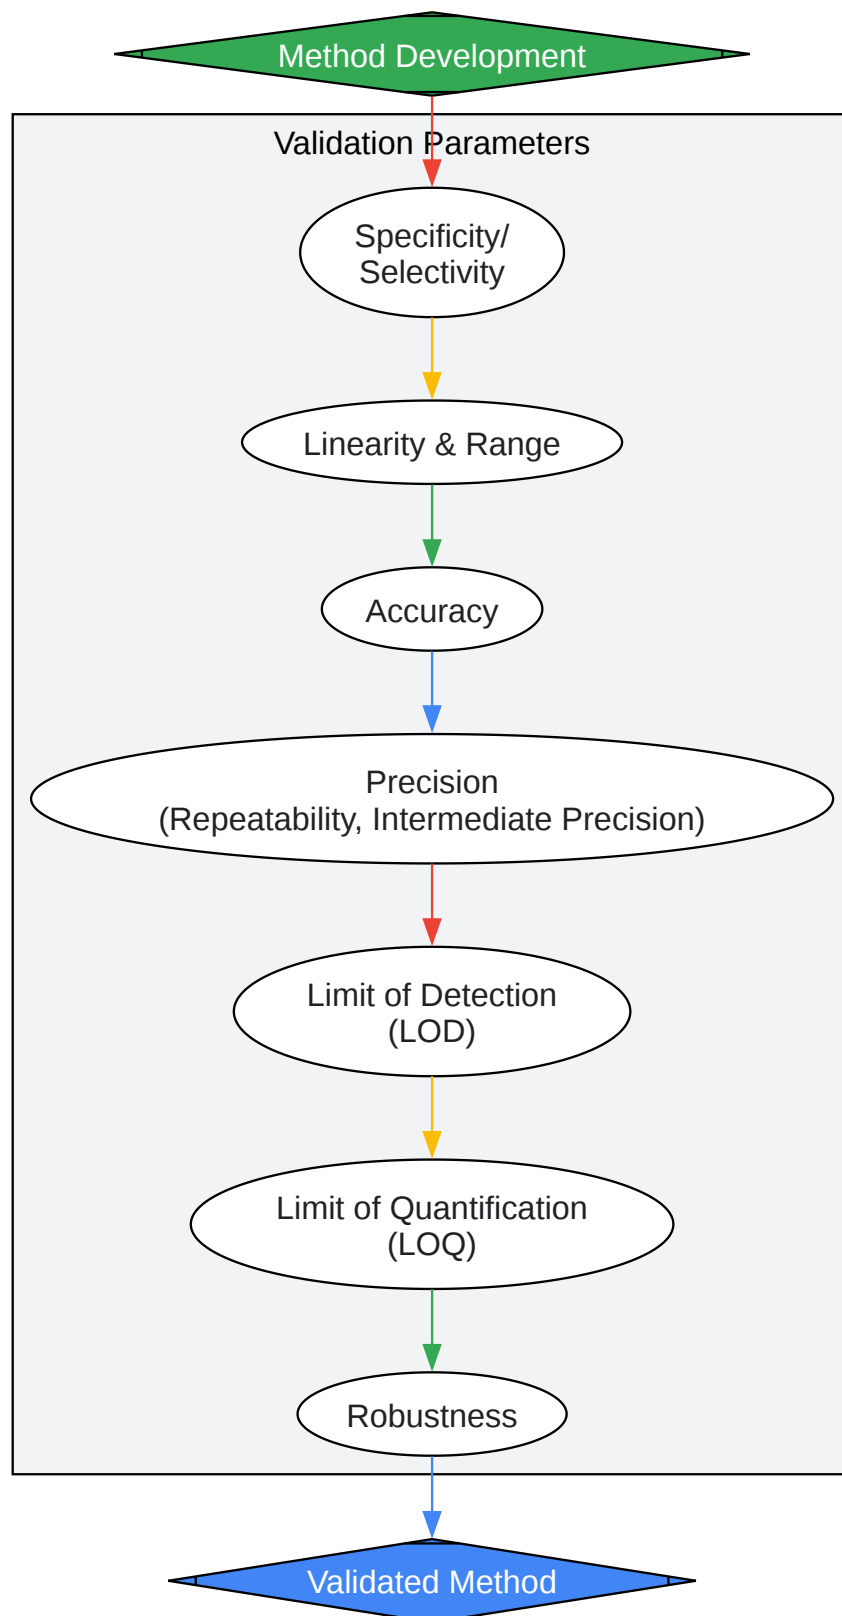 Method Development
Validation Parameters
Specificity/
Selectivity
Linearity & Range
Accuracy
Precision
(Repeatability, Intermediate Precision)
Limit of Detection
(LOD)
Limit of Quantification
(LOQ)
Robustness
Validated Method